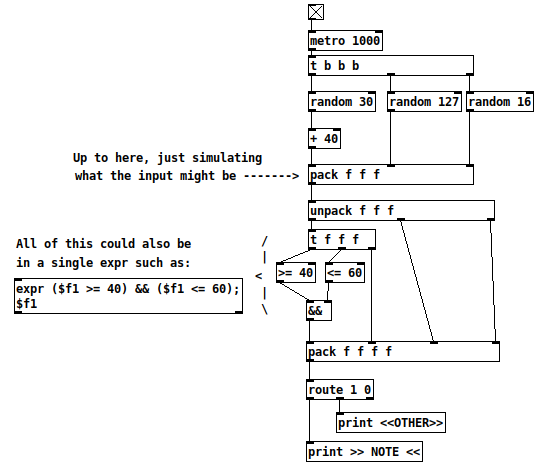 metro 1000
t b b b
random 30
random 127
random 16
+ 40
Up to here, just simulating
what the input might be ------->
pack f f f
unpack f f f
t f f f
All of this could also be
in a single expr such as:
/
|
<
|
\
>= 40
<= 60
expr ($f1 >= 40) && ($f1 <= 60);
$f1
&&
pack f f f f
route 1 0
print <<OTHER>>
print >> NOTE <<